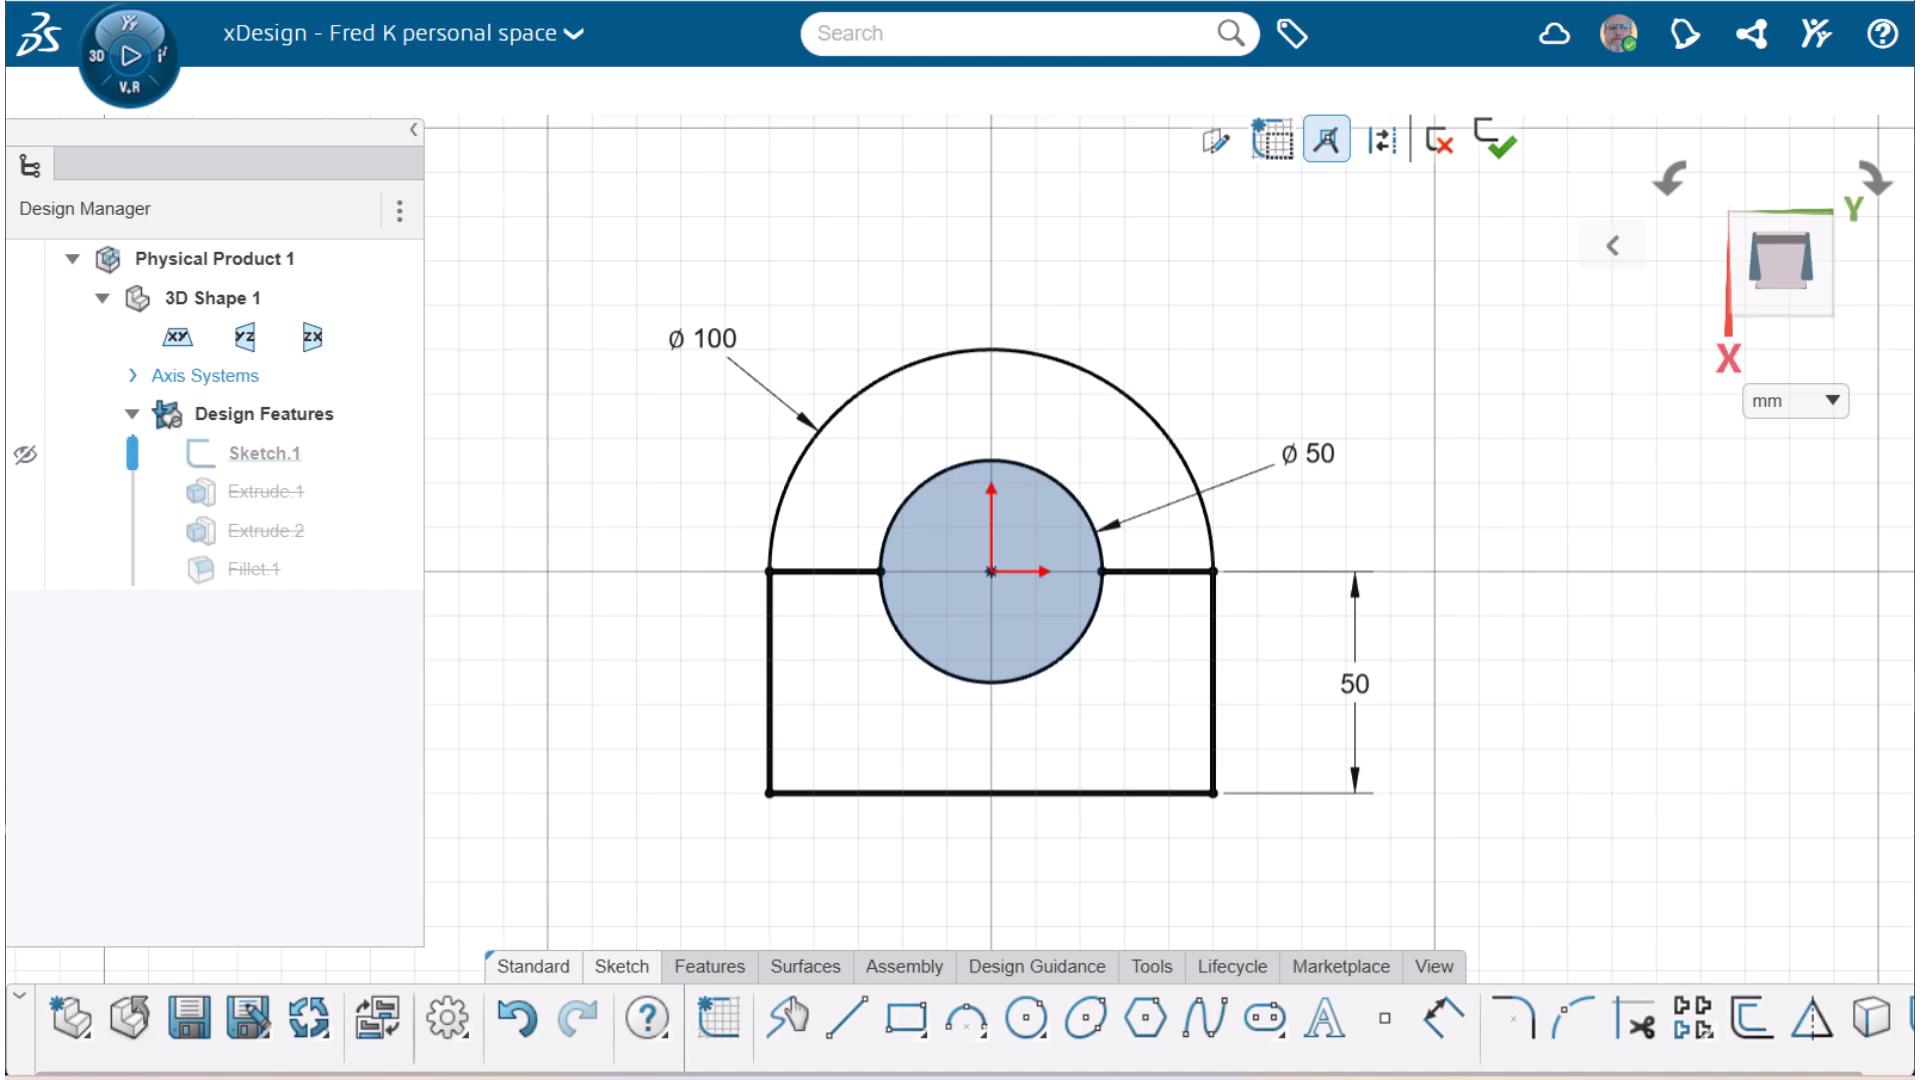 xDesign - Fred K personal space
Search
3D
V.R
Design Manager
Physical Product 1
3D Shape 1
XY YZ ZX
Axis Systems
Design Features
Sketch.1
Extrude.1
Extrude.2
Fillet.1
Ø 100
Ø 50
50
Y
X
mm
Standard Sketch Features Surfaces Assembly Design Guidance Tools Lifecycle Marketplace View